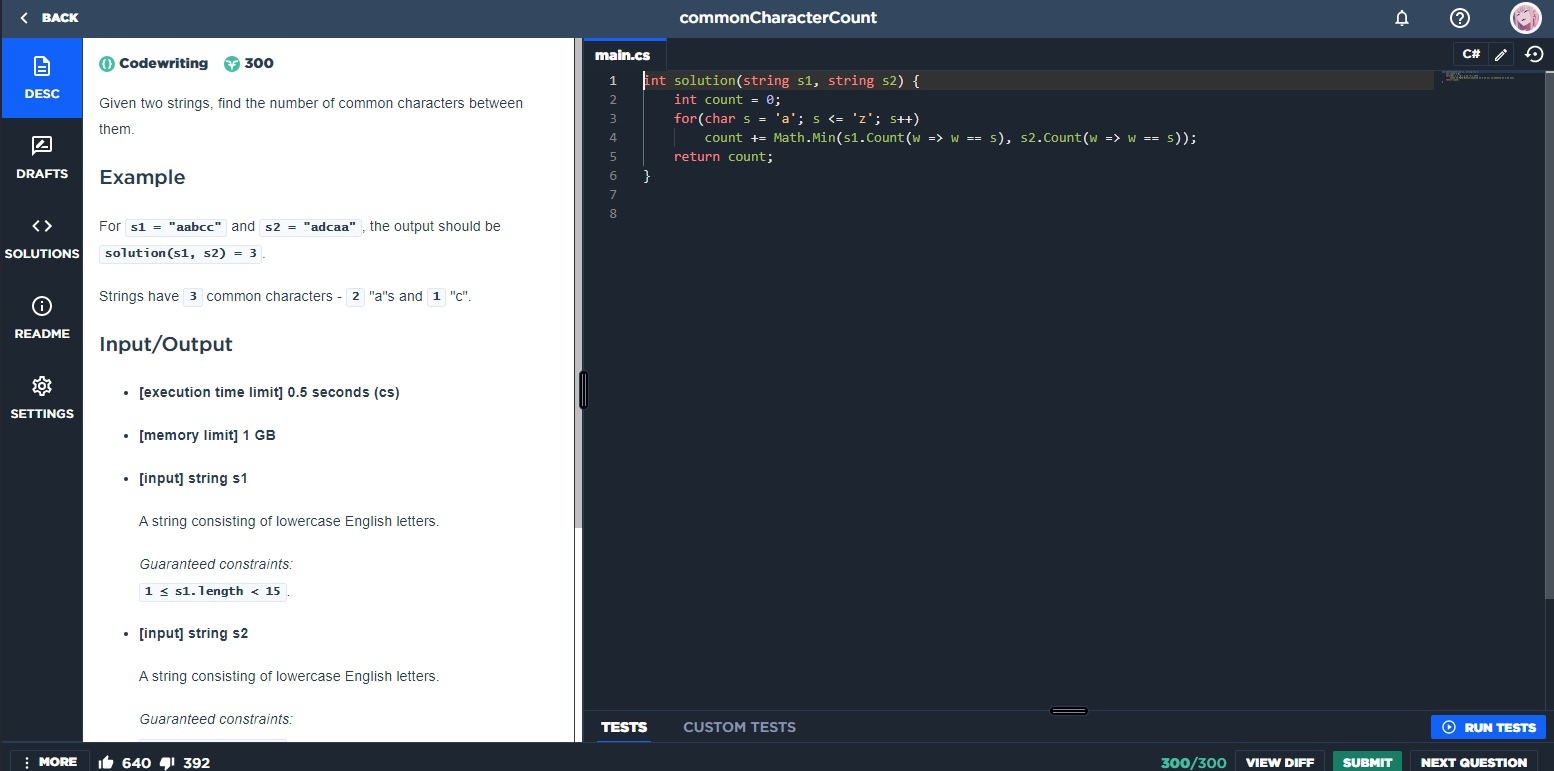 BACK
commonCharacterCount
DESC
DRAFTS
SOLUTIONS
README
SETTINGS
Codewriting 300
Given two strings, find the number of common characters between
them.
Example
For s1 = "aabcc" and s2 = "adcaa", the output should be
solution(s1, s2) = 3.
Strings have 3 common characters - 2 "a"s and 1 "c".
Input/Output
• [execution time limit] 0.5 seconds (cs)
• [memory limit] 1 GB
• [input] string s1
A string consisting of lowercase English letters.
Guaranteed constraints:
1 ≤ s1.length < 15.
• [input] string s2
A string consisting of lowercase English letters.
Guaranteed constraints:
main.cs
C#
1 int solution(string s1, string s2) {
2 int count = 0;
3 for(char s = 'a'; s <= 'z'; s++)
4 count += Math.Min(s1.Count(w => w == s), s2.Count(w => w == s));
5 return count;
6 }
7
8
TESTS CUSTOM TESTS
RUN TESTS
MORE 640 392
300/300 VIEW DIFF SUBMIT NEXT QUESTION